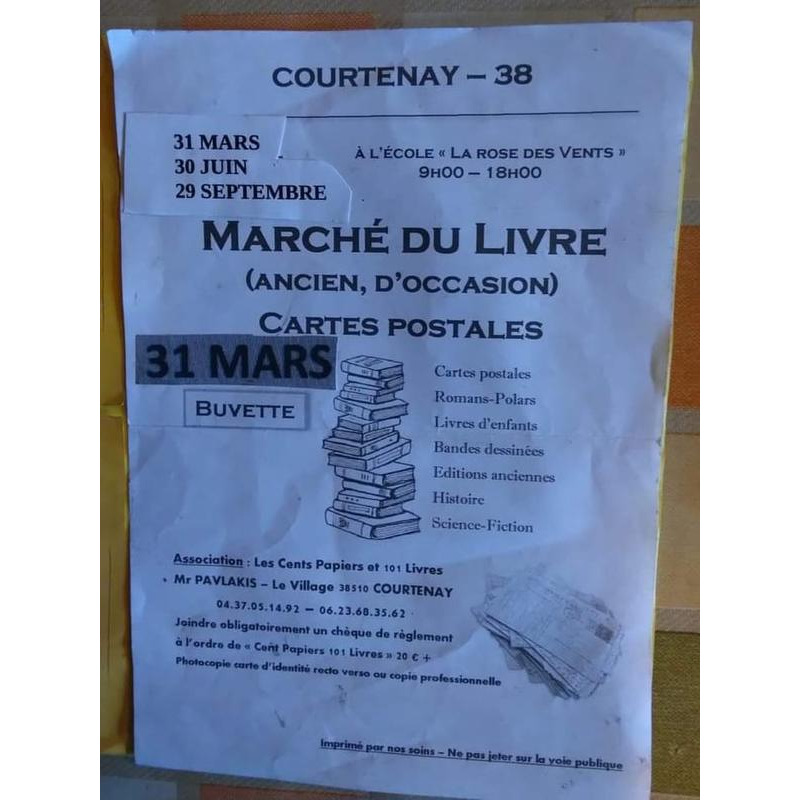 COURTENAY – 38
31 MARS
30 JUIN
29 SEPTEMBRE
À L'ÉCOLE « LA ROSE DES VENTS »
9H00 – 18H00
MARCHÉ DU LIVRE
(ANCIEN, D'OCCASION)
CARTES POSTALES
31 MARS
BUVETTE
Cartes postales
Romans-Polars
Livres d'enfants
Bandes dessinées
Editions anciennes
Histoire
Science-Fiction
Association : Les Cents Papiers et 101 Livres
Mr PAVLAKIS – Le Village 38510 COURTENAY
04.37.05.14.92 – 06.23.68.35.62
Joindre obligatoirement un chèque de règlement
à l'ordre de « Cent Papiers 101 Livres » 20 € +
Photocopie carte d'identité recto verso ou copie professionnelle
Imprimé par nos soins – Ne pas jeter sur la voie publique